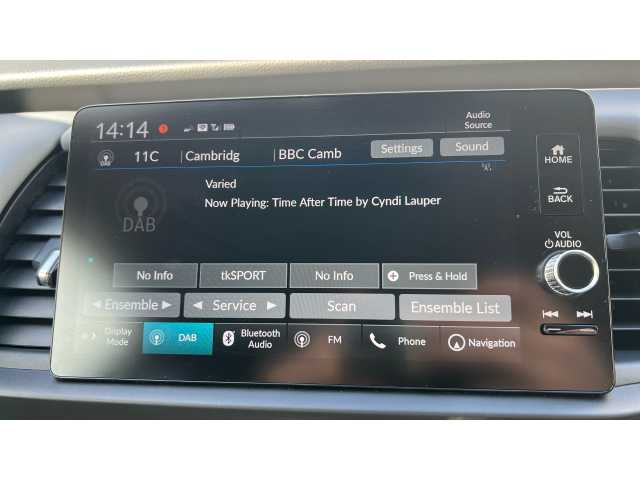 14:14
Audio
Source
DAB 11C Cambridg BBC Camb Settings Sound
HOME
BACK
Varied
Now Playing: Time After Time by Cyndi Lauper
DAB
VOL
AUDIO
No Info tkSPORT No Info Press & Hold
Ensemble Service Scan Ensemble List
Display
Mode
DAB
Bluetooth
Audio
FM
Phone
Navigation